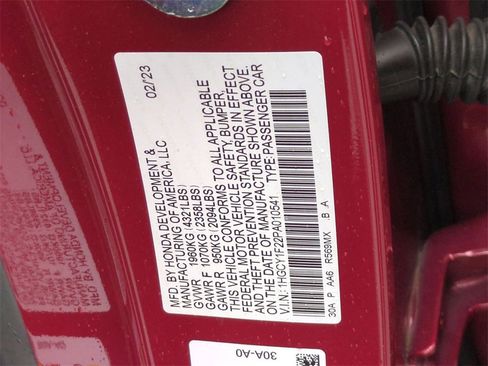 MFD. BY HONDA DEVELOPMENT & 02/23
MANUFACTURING OF AMERICA, LLC
GVWR 1960KG (4321LBS)
GAWR F 1070KG (2358LBS)
GAWR R 950KG (2094LBS)
THIS VEHICLE CONFORMS TO ALL APPLICABLE
FEDERAL MOTOR VEHICLE SAFETY, BUMPER,
AND THEFT PREVENTION STANDARDS IN EFFECT
ON THE DATE OF MANUFACTURE SHOWN ABOVE.
V.I.N.: 1HGCY1F22PA010541 TYPE: PASSENGER CAR
30A P AA6 R569MX B A
30A-A0